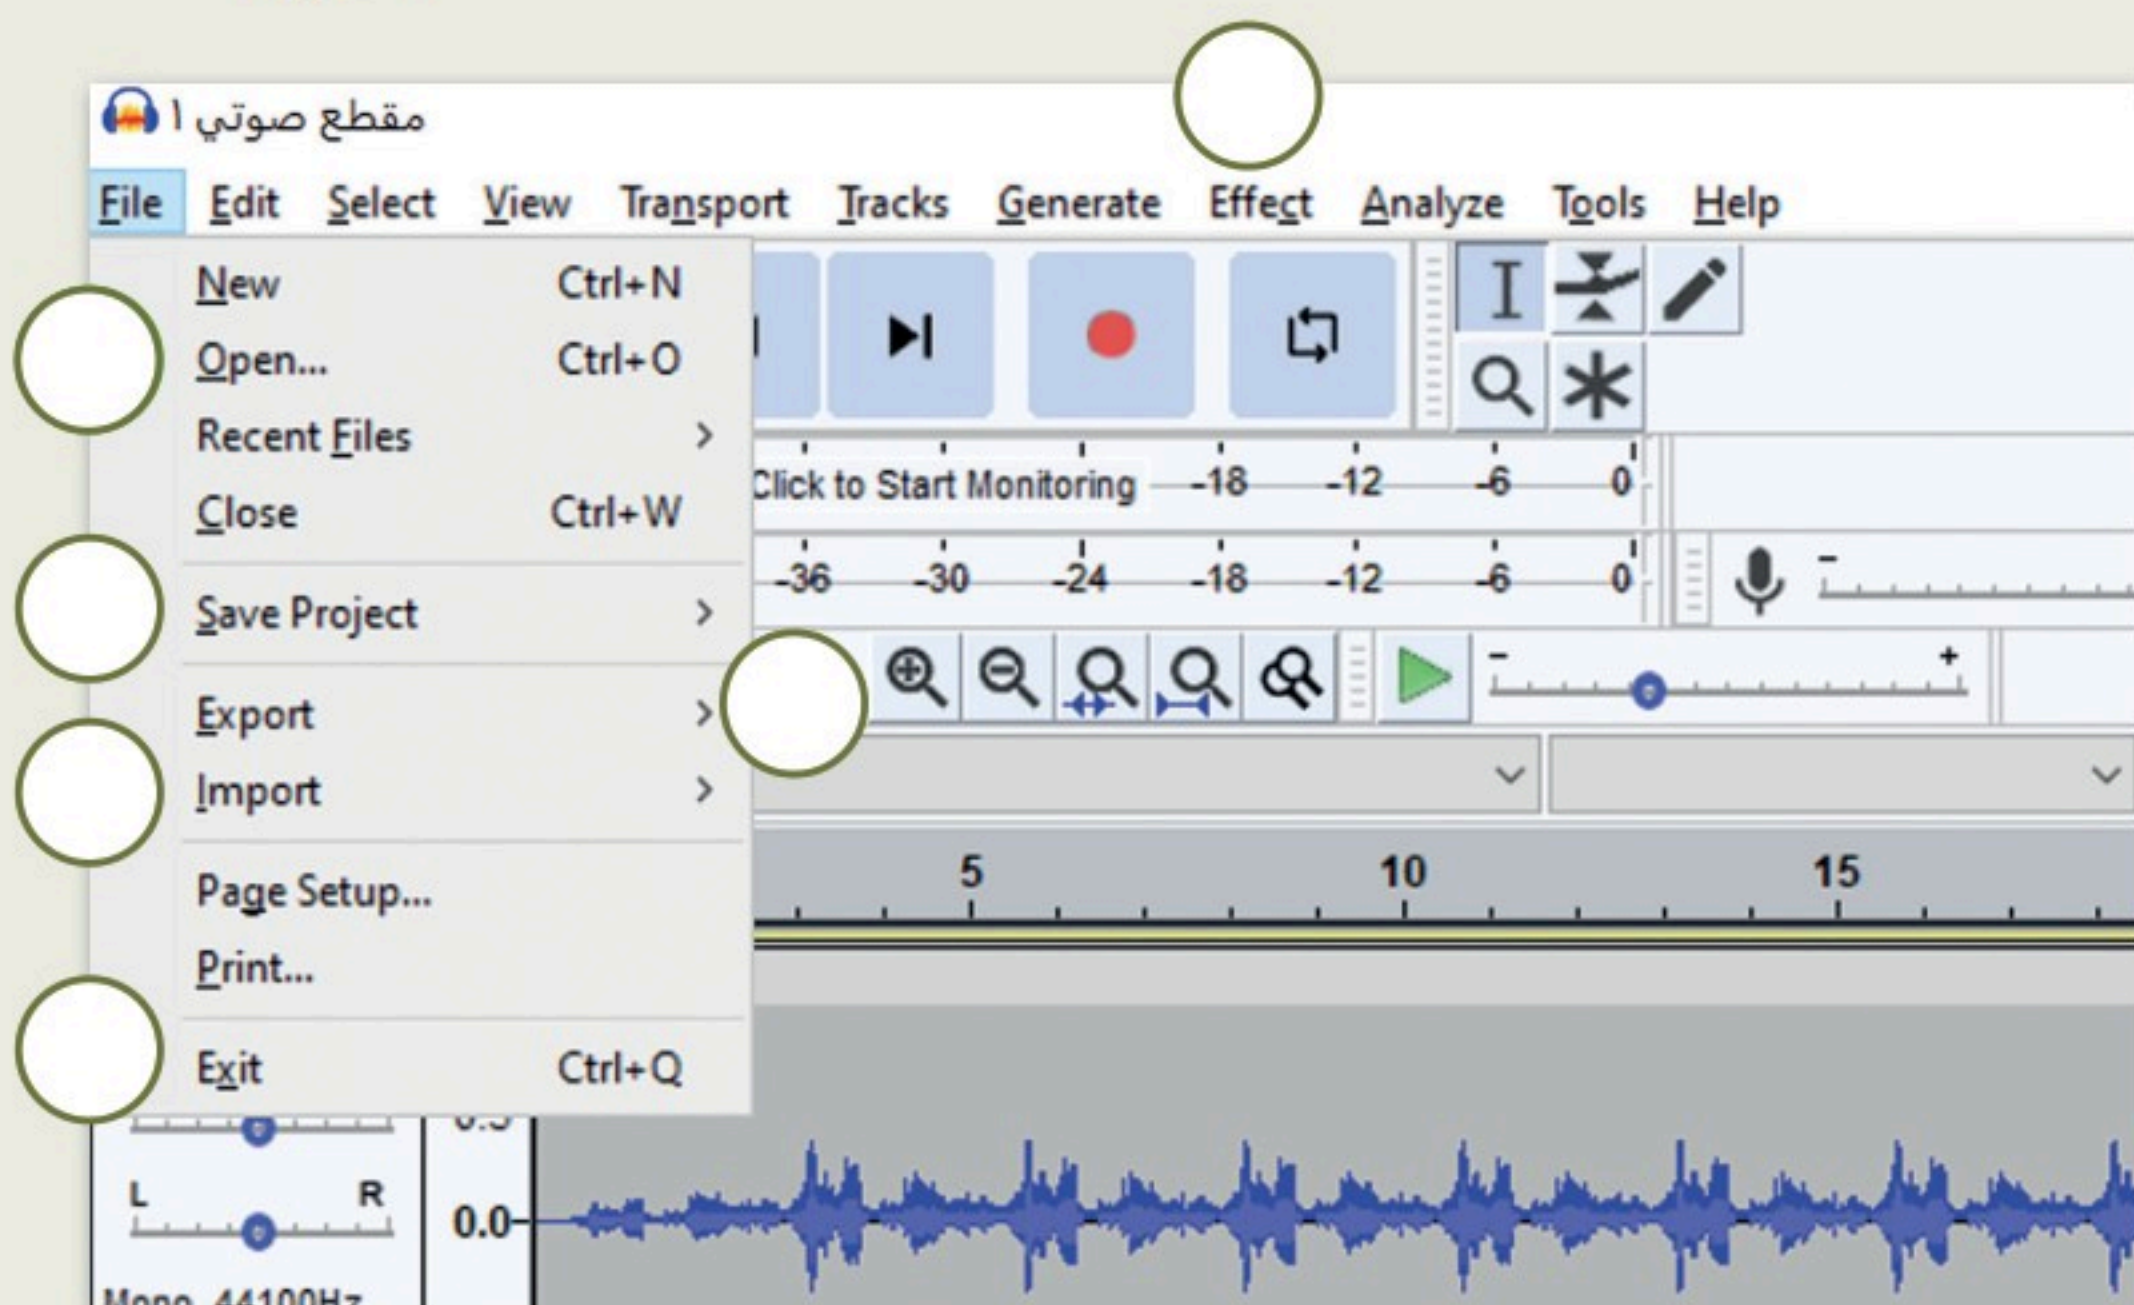 مقطع صوتي ١
File Edit Select View Transport Tracks Generate Effect Analyze Tools Help
New Ctrl+N
Open... Ctrl+O
Recent Files
Close Ctrl+W
Save Project
Export
Import
Page Setup...
Print...
Exit Ctrl+Q
Click to Start Monitoring -18 -12 -6 0
-36 -30 -24 -18 -12 -6 0
- +
-
5 10 15
L R
0.0
Mono, 44100Hz